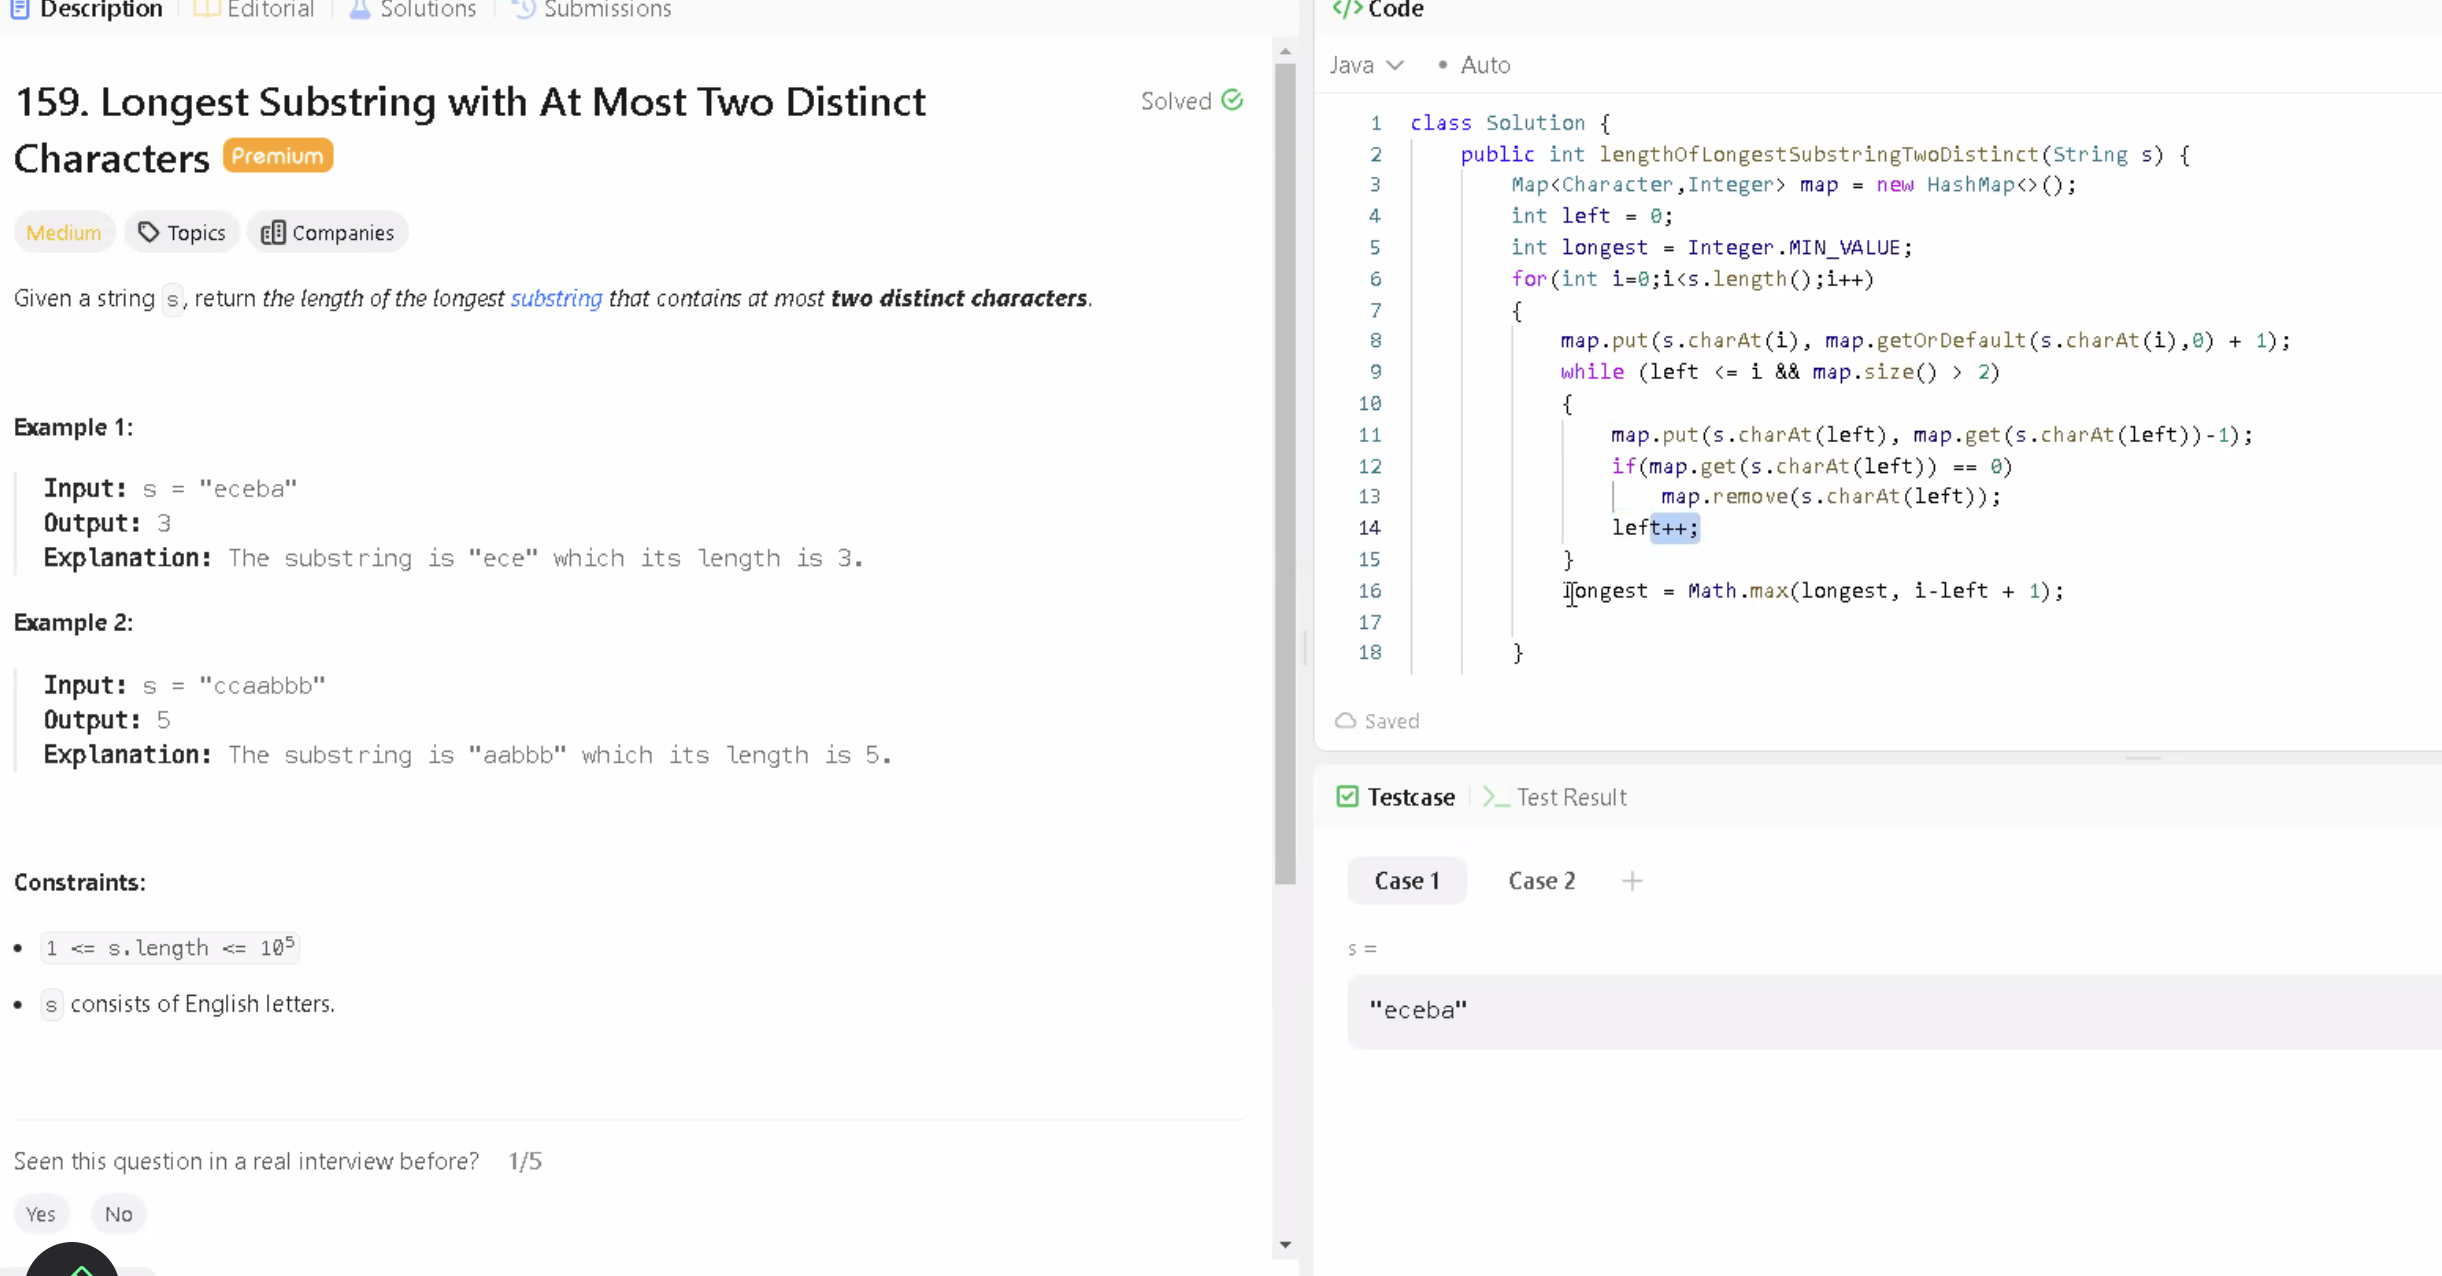 Description | Editorial | Solutions | Submissions
159. Longest Substring with At Most Two Distinct
Characters Premium
Solved
Medium Topics Companies
Given a string s, return the length of the longest substring that contains at most two distinct characters.
Example 1:
Input: s = "eceba"
Output: 3
Explanation: The substring is "ece" which its length is 3.
Example 2:
Input: s = "ccaabbb"
Output: 5
Explanation: The substring is "aabbb" which its length is 5.
Constraints:
• 1 <= s.length <= 10⁵
• s consists of English letters.
Seen this question in a real interview before? 1/5
Yes No
</> Code
Java • Auto
1 class Solution {
2 public int lengthOfLongestSubstringTwoDistinct(String s) {
3 Map<Character,Integer> map = new HashMap<>();
4 int left = 0;
5 int longest = Integer.MIN_VALUE;
6 for(int i=0;i<s.length();i++)
7 {
8 map.put(s.charAt(i), map.getOrDefault(s.charAt(i),0) + 1);
9 while (left <= i && map.size() > 2)
10 {
11 map.put(s.charAt(left), map.get(s.charAt(left))-1);
12 if(map.get(s.charAt(left)) == 0)
13 map.remove(s.charAt(left));
14 left++;
15 }
16 longest = Math.max(longest, i-left + 1);
17
18 }
Saved
Testcase | >_ Test Result
Case 1 Case 2 +
s =
"eceba"